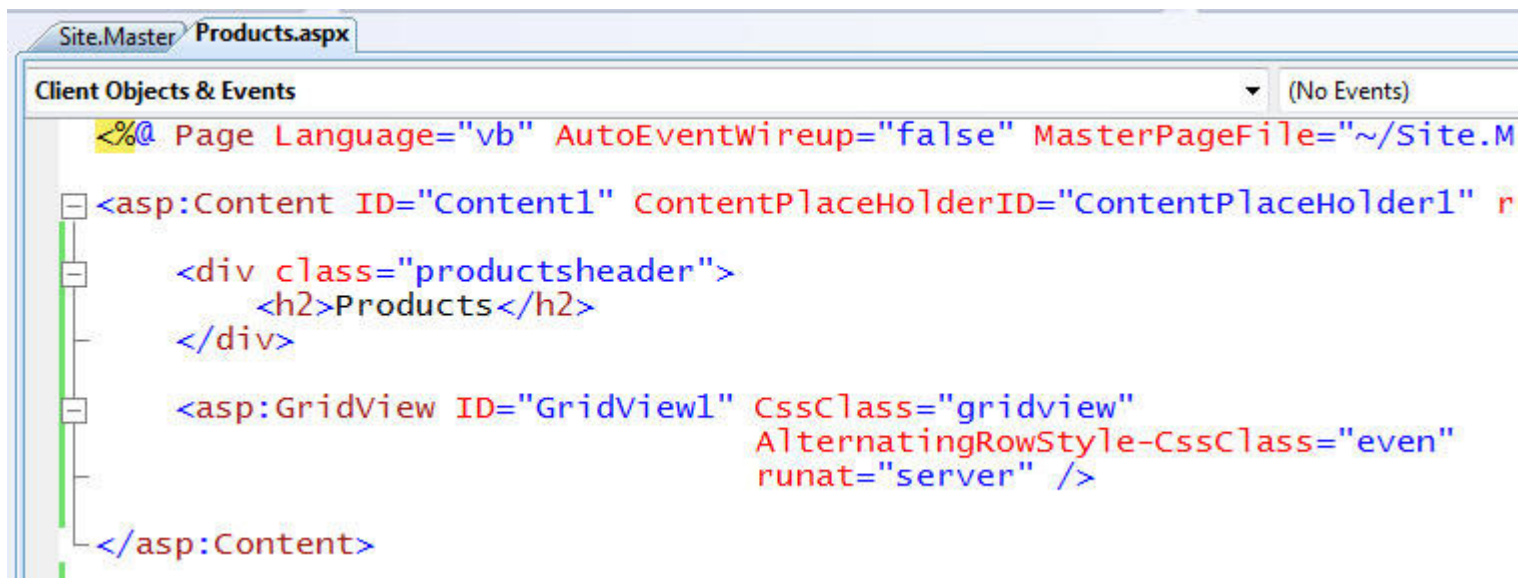 Site.Master Products.aspx
Client Objects & Events (No Events)
<%@ Page Language="vb" AutoEventWireup="false" MasterPageFile="~/Site.M
<asp:Content ID="Content1" ContentPlaceHolderID="ContentPlaceHolder1" r
<div class="productsheader">
<h2>Products</h2>
</div>
<asp:GridView ID="GridView1" CssClass="gridview"
AlternatingRowStyle-CssClass="even"
runat="server" />
</asp:Content>